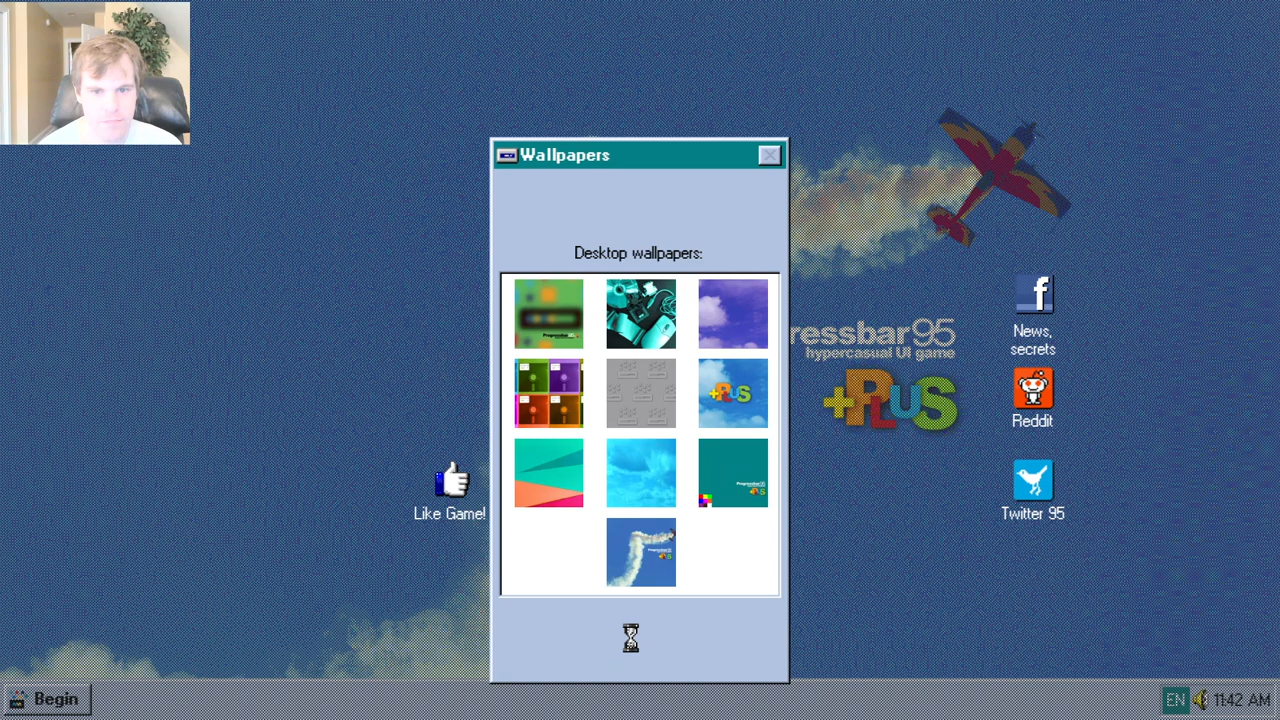 Wallpapers
Desktop wallpapers:
ressbar95
hypercasual UI game
+PLUS
+PLUS
News,
secrets
Reddit
Like Game!
Twitter 95
Begin
EN
11:42 AM